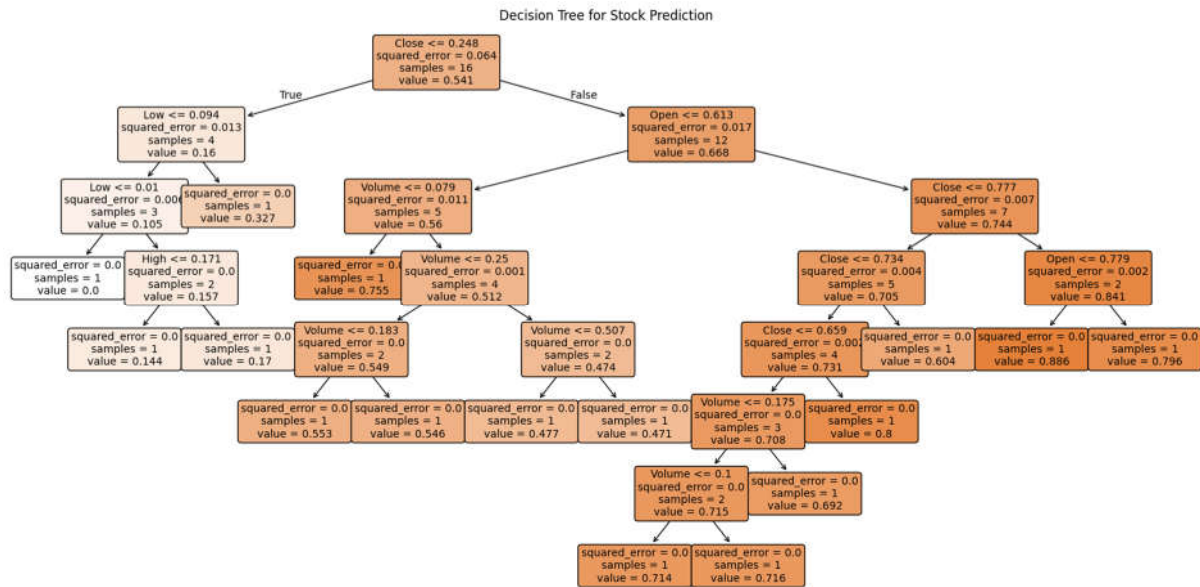 Decision Tree for Stock Prediction
Close <= 0.248
squared_error = 0.064
samples = 16
value = 0.541
True
False
Low <= 0.094
squared_error = 0.013
samples = 4
value = 0.16
Open <= 0.613
squared_error = 0.017
samples = 12
value = 0.668
Low <= 0.01
squared_error = 0.006
samples = 3
value = 0.105
squared_error = 0.0
samples = 1
value = 0.327
Volume <= 0.079
squared_error = 0.011
samples = 5
value = 0.56
Close <= 0.777
squared_error = 0.007
samples = 7
value = 0.744
squared_error = 0.0
samples = 1
value = 0.0
High <= 0.171
squared_error = 0.0
samples = 2
value = 0.157
squared_error = 0.0
samples = 1
value = 0.755
Volume <= 0.25
squared_error = 0.001
samples = 4
value = 0.512
Close <= 0.734
squared_error = 0.004
samples = 5
value = 0.705
Open <= 0.779
squared_error = 0.002
samples = 2
value = 0.841
squared_error = 0.0
samples = 1
value = 0.144
squared_error = 0.0
samples = 1
value = 0.17
Volume <= 0.183
squared_error = 0.0
samples = 2
value = 0.549
Volume <= 0.507
squared_error = 0.0
samples = 2
value = 0.474
Close <= 0.659
squared_error = 0.002
samples = 4
value = 0.731
squared_error = 0.0
samples = 1
value = 0.604
squared_error = 0.0
samples = 1
value = 0.886
squared_error = 0.0
samples = 1
value = 0.796
squared_error = 0.0
samples = 1
value = 0.553
squared_error = 0.0
samples = 1
value = 0.546
squared_error = 0.0
samples = 1
value = 0.477
squared_error = 0.0
samples = 1
value = 0.471
Volume <= 0.175
squared_error = 0.0
samples = 3
value = 0.708
squared_error = 0.0
samples = 1
value = 0.8
Volume <= 0.1
squared_error = 0.0
samples = 2
value = 0.715
squared_error = 0.0
samples = 1
value = 0.692
squared_error = 0.0
samples = 1
value = 0.714
squared_error = 0.0
samples = 1
value = 0.716